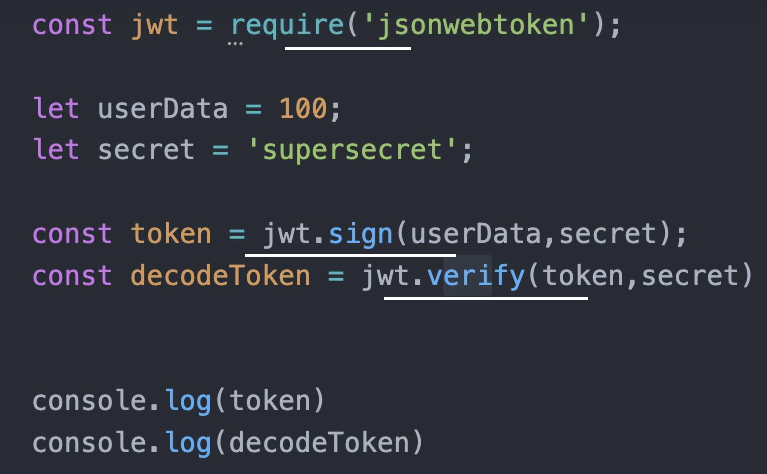 const jwt = require('jsonwebtoken');
let userData = 100;
let secret = 'supersecret';
const token = jwt.sign(userData,secret);
const decodeToken = jwt.verify(token,secret)
console.log(token)
console.log(decodeToken)